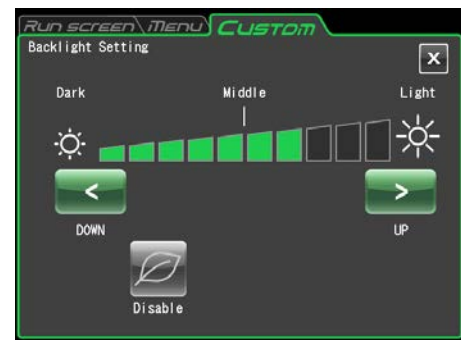 Run screen Menu Custom
Backlight Setting
X
Dark Middle Light
< >
DOWN UP
Disable